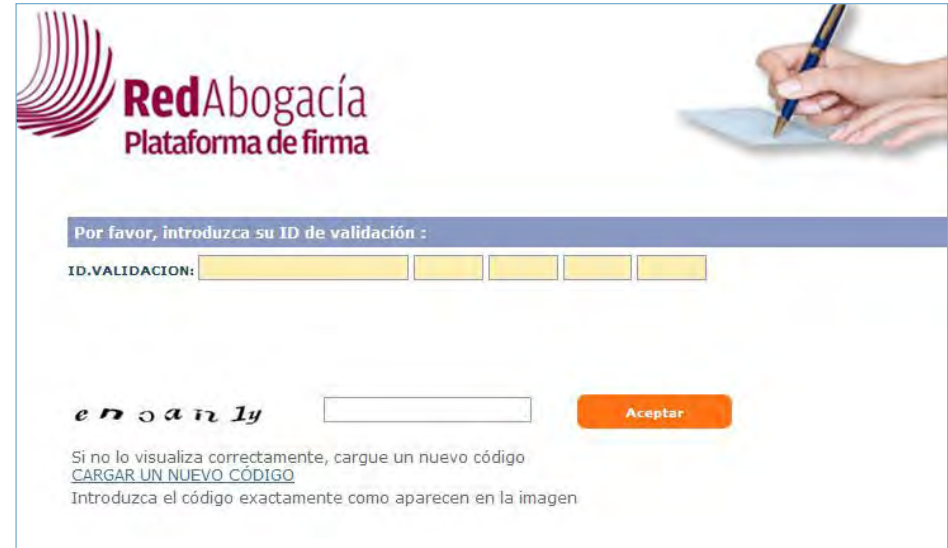 RedAbogacía
Plataforma de firma
Por favor, introduzca su ID de validación :
ID.VALIDACION:
Aceptar
Si no lo visualiza correctamente, cargue un nuevo código
CARGAR UN NUEVO CÓDIGO
Introduzca el código exactamente como aparecen en la imagen